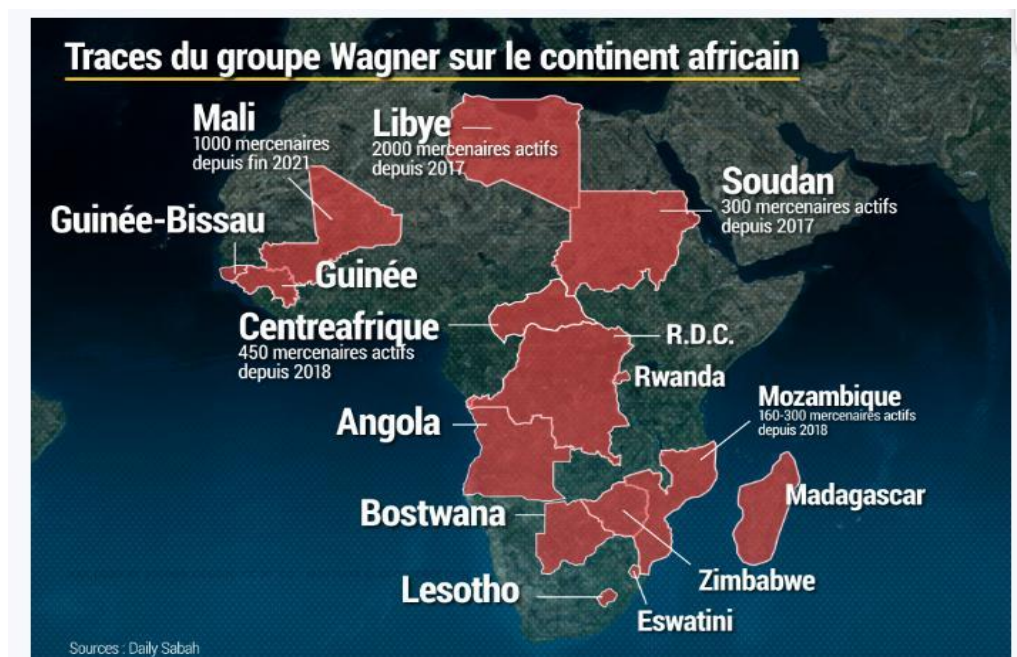 Traces du groupe Wagner sur le continent africain
Mali
1000 mercenaires
depuis fin 2021
Libye
2000 mercenaires actifs
depuis 2017
Soudan
300 mercenaires actifs
depuis 2017
Guinée-Bissau
Guinée
Centreafrique
450 mercenaires actifs
depuis 2018
R.D.C.
Rwanda
Mozambique
160-300 mercenaires actifs
depuis 2018
Angola
Madagascar
Bostwana
Zimbabwe
Lesotho
Eswatini
Sources : Daily Sabah